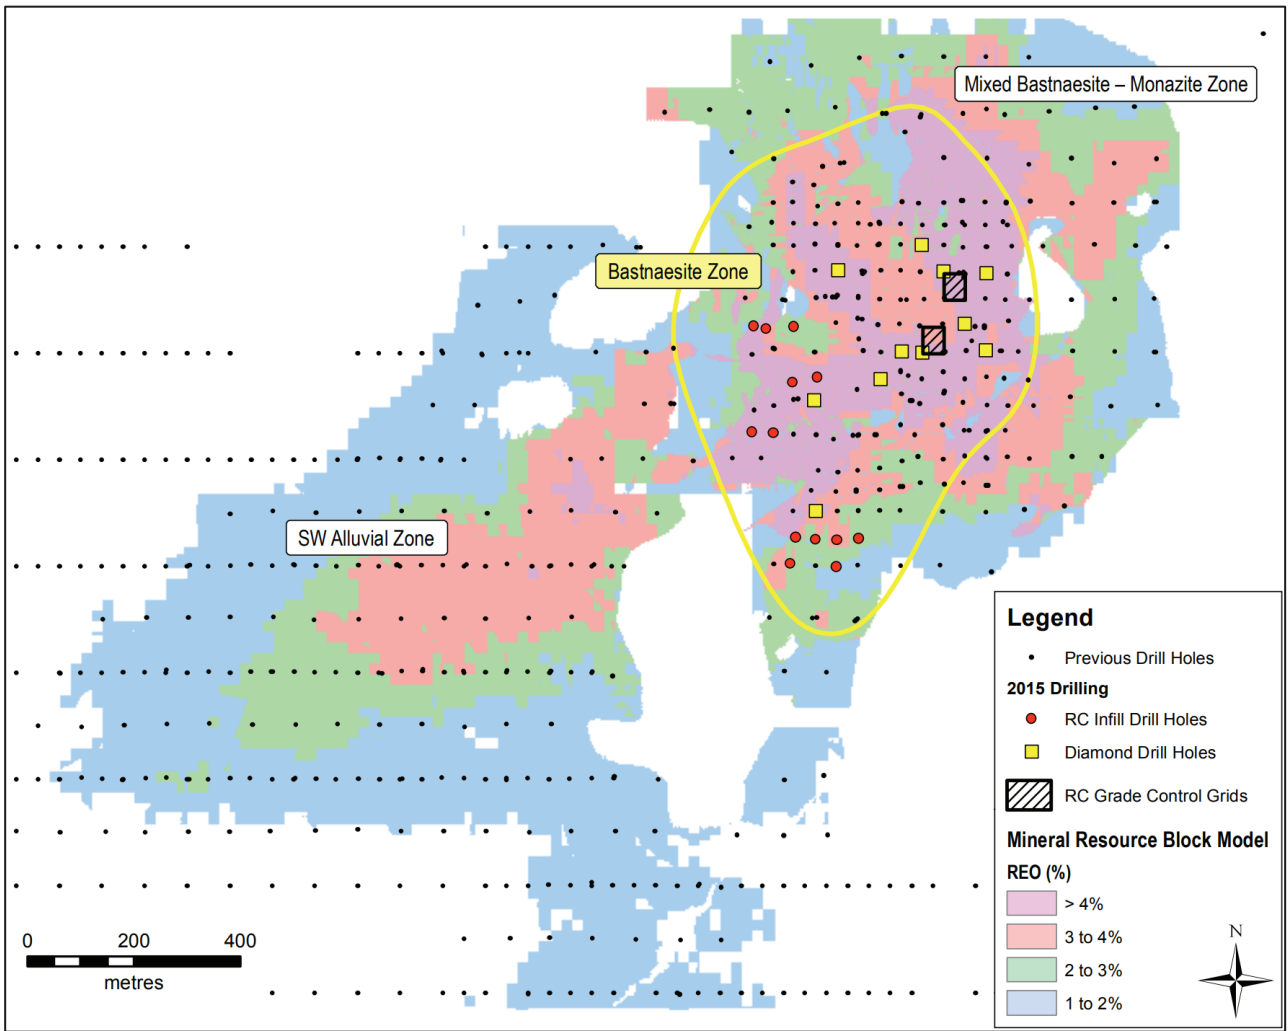 Mixed Bastnaesite – Monazite Zone
Bastnaesite Zone
SW Alluvial Zone
Legend
Previous Drill Holes
2015 Drilling
RC Infill Drill Holes
Diamond Drill Holes
RC Grade Control Grids
Mineral Resource Block Model
REO (%)
> 4%
3 to 4%
2 to 3%
1 to 2%
N
0 200 400
metres